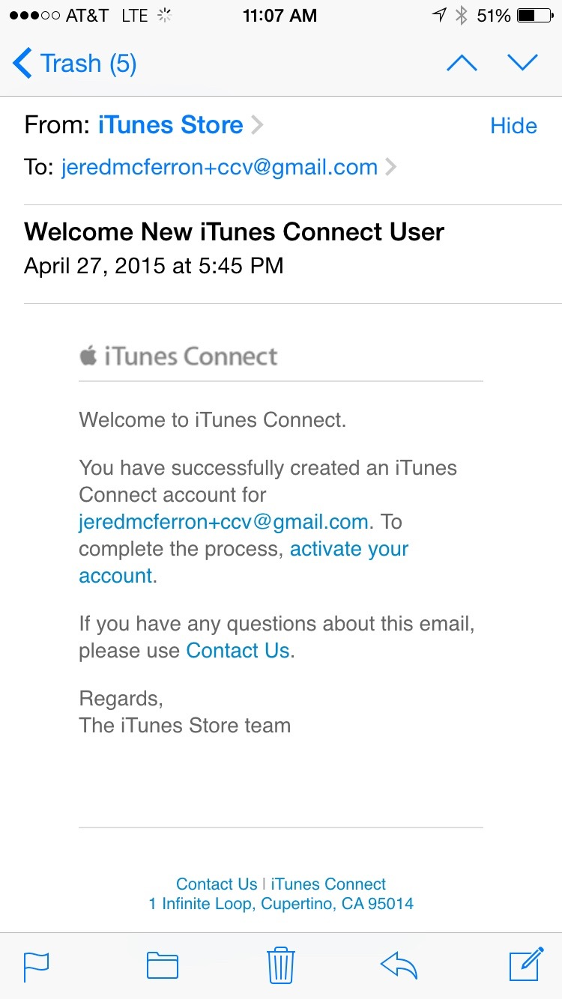 AT&T LTE 11:07 AM 51%
Trash (5)
From: iTunes Store Hide
To: jeredmcferron+ccv@gmail.com
Welcome New iTunes Connect User
April 27, 2015 at 5:45 PM
iTunes Connect
Welcome to iTunes Connect.
You have successfully created an iTunes
Connect account for
jeredmcferron+ccv@gmail.com. To
complete the process, activate your
account.
If you have any questions about this email,
please use Contact Us.
Regards,
The iTunes Store team
Contact Us | iTunes Connect
1 Infinite Loop, Cupertino, CA 95014